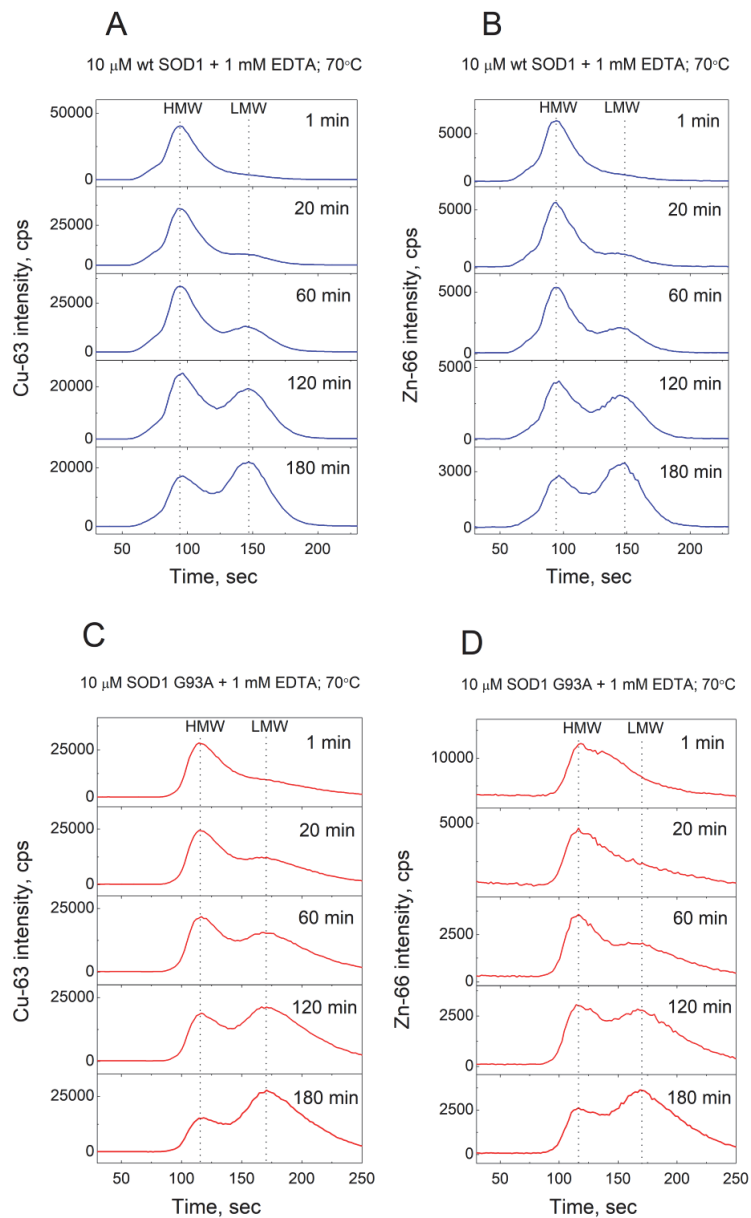 A
10 μM wt SOD1 + 1 mM EDTA; 70°C
HMW LMW
50000
1 min
0
20 min
25000
0
60 min
25000
0
120 min
20000
0
180 min
20000
0
50 100 150 200
Time, sec
Cu-63 intensity, cps
B
10 μM wt SOD1 + 1 mM EDTA; 70°C
HMW LMW
1 min
5000
0
20 min
5000
0
60 min
5000
0
120 min
5000
0
180 min
3000
0
50 100 150 200
Time, sec
Zn-66 intensity, cps
C
10 μM SOD1 G93A + 1 mM EDTA; 70°C
HMW LMW
1 min
25000
0
20 min
25000
0
60 min
25000
0
120 min
25000
0
180 min
25000
0
50 100 150 200 250
Time, sec
Cu-63 intensity, cps
D
10 μM SOD1 G93A + 1 mM EDTA; 70°C
HMW LMW
1 min
10000
20 min
5000
60 min
2500
0
120 min
2500
0
180 min
2500
0
50 100 150 200 250
Time, sec
Zn-66 intensity, cps